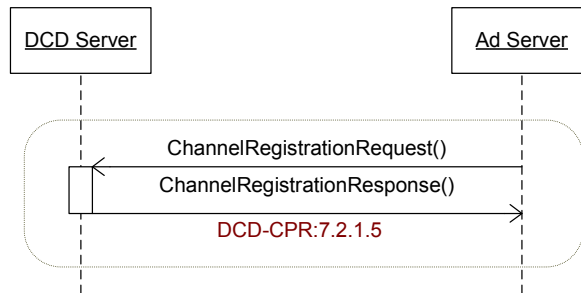 DCD Server
Ad Server
ChannelRegistrationRequest()
ChannelRegistrationResponse()
DCD-CPR:7.2.1.5